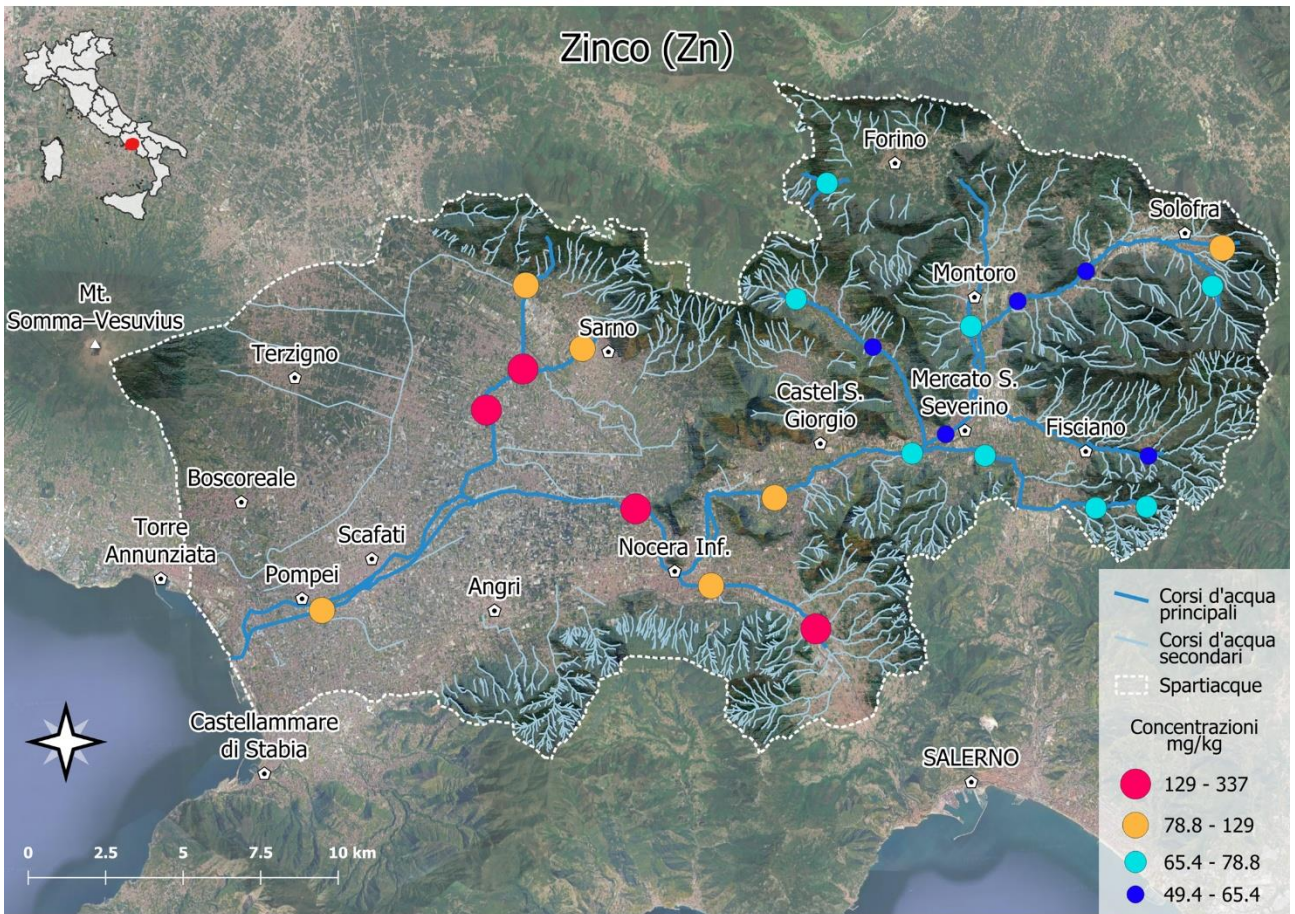 Zinco (Zn)
Forino
Solofra
Montoro
Mt.
Somma–Vesuvius
Terzigno
Sarno
Castel S.
Giorgio
Mercato S.
Severino
Fisciano
Boscoreale
Torre
Annunziata
Scafati
Pompei
Nocera Inf.
Angri
Castellammare
di Stabia
SALERNO
Corsi d'acqua
principali
Corsi d'acqua
secondari
Spartiacque
Concentrazioni
mg/kg
129 - 337
78.8 - 129
65.4 - 78.8
49.4 - 65.4
0 2.5 5 7.5 10 km